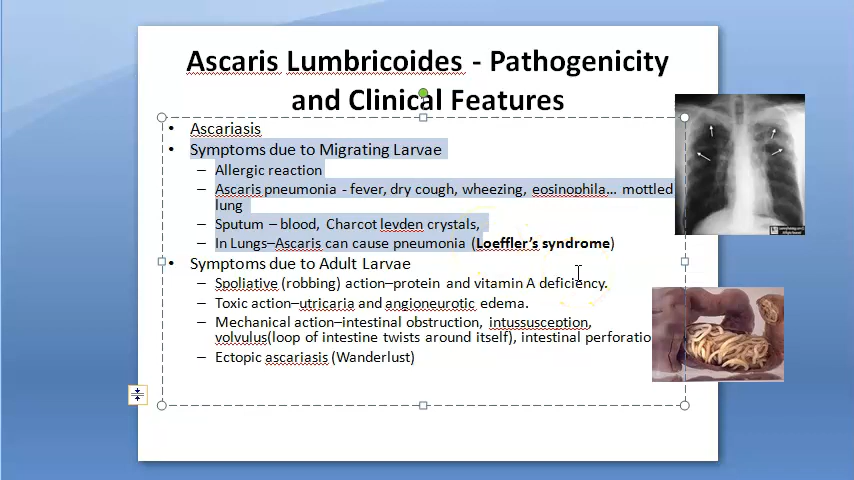 Ascaris Lumbricoides - Pathogenicity
and Clinical Features
• Ascariasis
• Symptoms due to Migrating Larvae
– Allergic reaction
– Ascaris pneumonia - fever, dry cough, wheezing, eosinophila... mottled
lung
– Sputum – blood, Charcot levden crystals,
– In Lungs–Ascaris can cause pneumonia (Loeffler's syndrome)
• Symptoms due to Adult Larvae
– Spoliative (robbing) action–protein and vitamin A deficiency.
– Toxic action–utricaria and angioneurotic edema.
– Mechanical action–intestinal obstruction, intussusception,
volvulus(loop of intestine twists around itself), intestinal perforatio
– Ectopic ascariasis (Wanderlust)